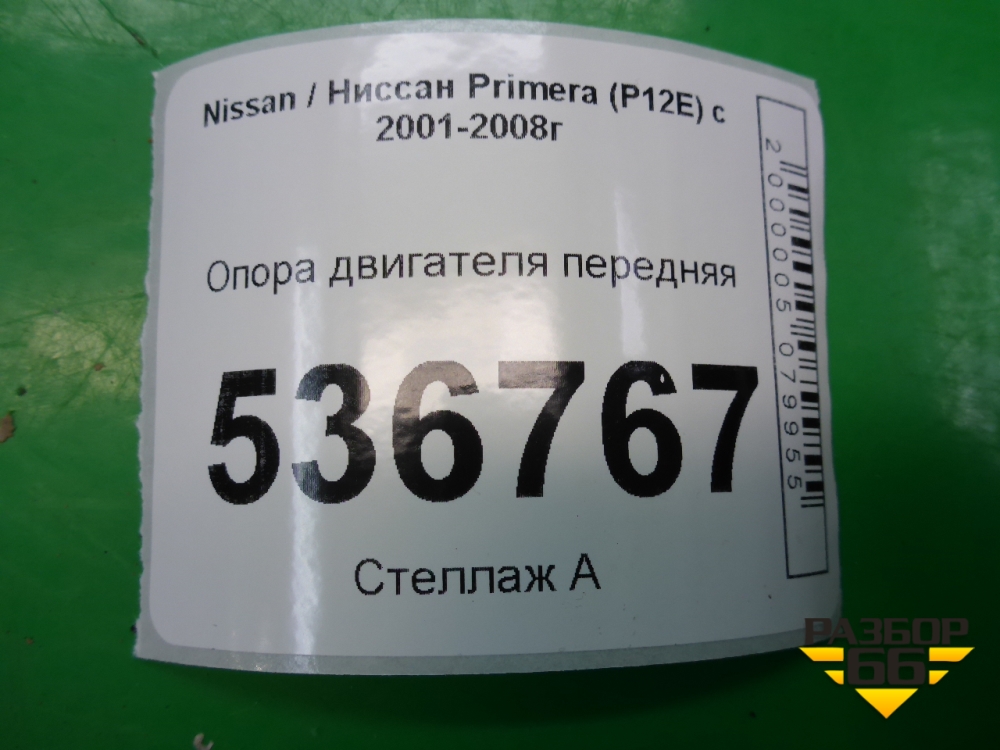 Nissan / Ниссан Primera (P12E) с
2001-2008г
Опора двигателя передняя
536767
Стеллаж А
2000005079955
РАЗБОР
66